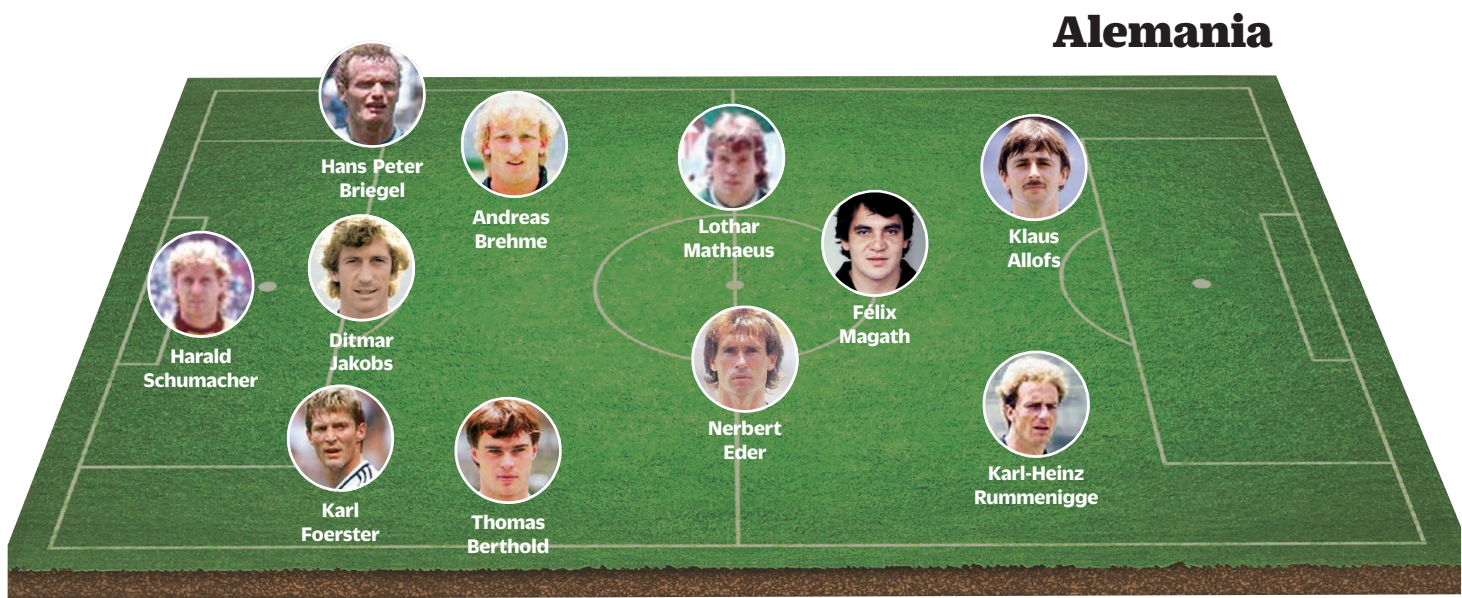 Alemania
Hans Peter
Briegel
Andreas
Brehme
Lothar
Mathaeus
Klaus
Allofs
Harald
Schumacher
Ditmar
Jakobs
Félix
Magath
Nerbert
Eder
Karl
Foerster
Thomas
Berthold
Karl-Heinz
Rummenigge